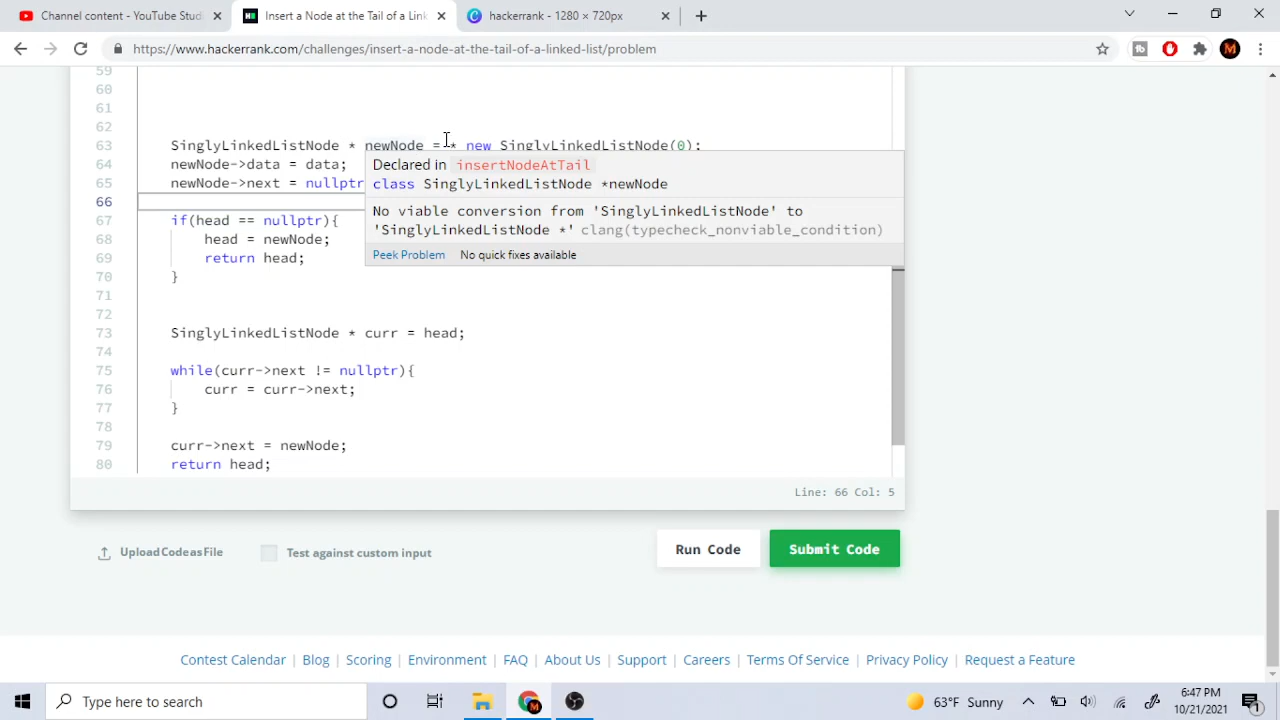 Channel content - YouTube Studi
Insert a Node at the Tail of a Link
hackerrank - 1280 × 720px
https://www.hackerrank.com/challenges/insert-a-node-at-the-tail-of-a-linked-list/problem
59
60
61
62
63 SinglyLinkedListNode * newNode = * new SinglyLinkedListNode(0);
64 newNode->data = data;
65 newNode->next = nullptr
Declared in insertNodeAtTail
class SinglyLinkedListNode *newNode
No viable conversion from 'SinglyLinkedListNode' to
'SinglyLinkedListNode *' clang(typecheck_nonviable_condition)
Peek Problem No quick fixes available
66
67 if(head == nullptr){
68 head = newNode;
69 return head;
70 }
71
72
73 SinglyLinkedListNode * curr = head;
74
75 while(curr->next != nullptr){
76 curr = curr->next;
77 }
78
79 curr->next = newNode;
80 return head;
Line: 66 Col: 5
Upload Code as File
Test against custom input
Run Code
Submit Code
Contest Calendar | Blog | Scoring | Environment | FAQ | About Us | Support | Careers | Terms Of Service | Privacy Policy | Request a Feature
Type here to search
63°F Sunny
6:47 PM
10/21/2021